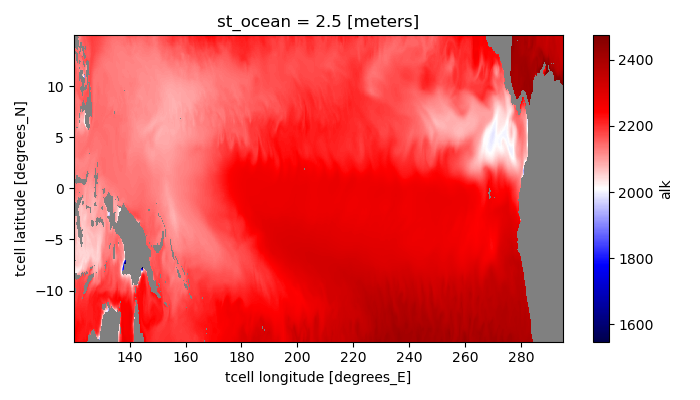 st_ocean = 2.5 [meters]
10
5
0
−5
−10
tcell latitude [degrees_N]
140 160 180 200 220 240 260 280
tcell longitude [degrees_E]
2400
2200
2000
1800
1600
alk